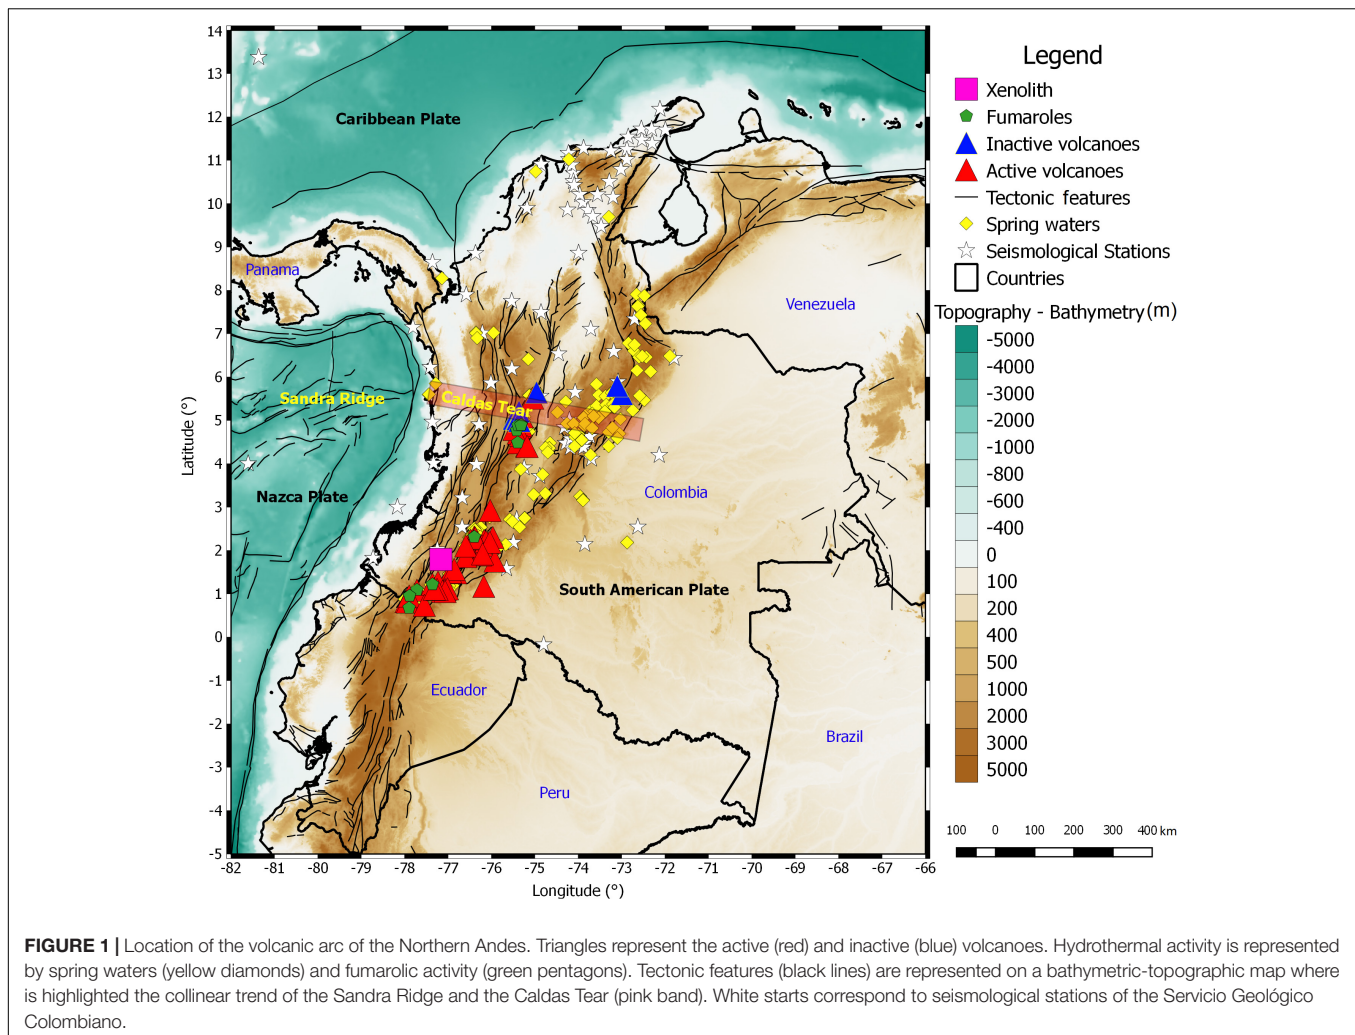 14
13
12
11
10
9
8
7
6
5
4
3
2
1
0
-1
-2
-3
-4
-5
Latitude (°)
-82
-81
-80
-79
-78
-77
-76
-75
-74
-73
-72
-71
-70
-69
-68
-67
-66
Longitude (°)
Caribbean Plate
Panama
Venezuela
Sandra Ridge
Caldas Tear
Nazca Plate
Colombia
South American Plate
Ecuador
Brazil
Peru
Legend
Xenolith
Fumaroles
Inactive volcanoes
Active volcanoes
Tectonic features
Spring waters
Seismological Stations
Countries
Topography - Bathymetry (m)
-5000
-4000
-3000
-2000
-1000
-800
-600
-400
0
100
200
400
500
1000
2000
3000
5000
100 0 100 200 300 400 km
FIGURE 1 | Location of the volcanic arc of the Northern Andes. Triangles represent the active (red) and inactive (blue) volcanoes. Hydrothermal activity is represented
by spring waters (yellow diamonds) and fumarolic activity (green pentagons). Tectonic features (black lines) are represented on a bathymetric-topographic map where
is highlighted the collinear trend of the Sandra Ridge and the Caldas Tear (pink band). White starts correspond to seismological stations of the Servicio Geológico
Colombiano.